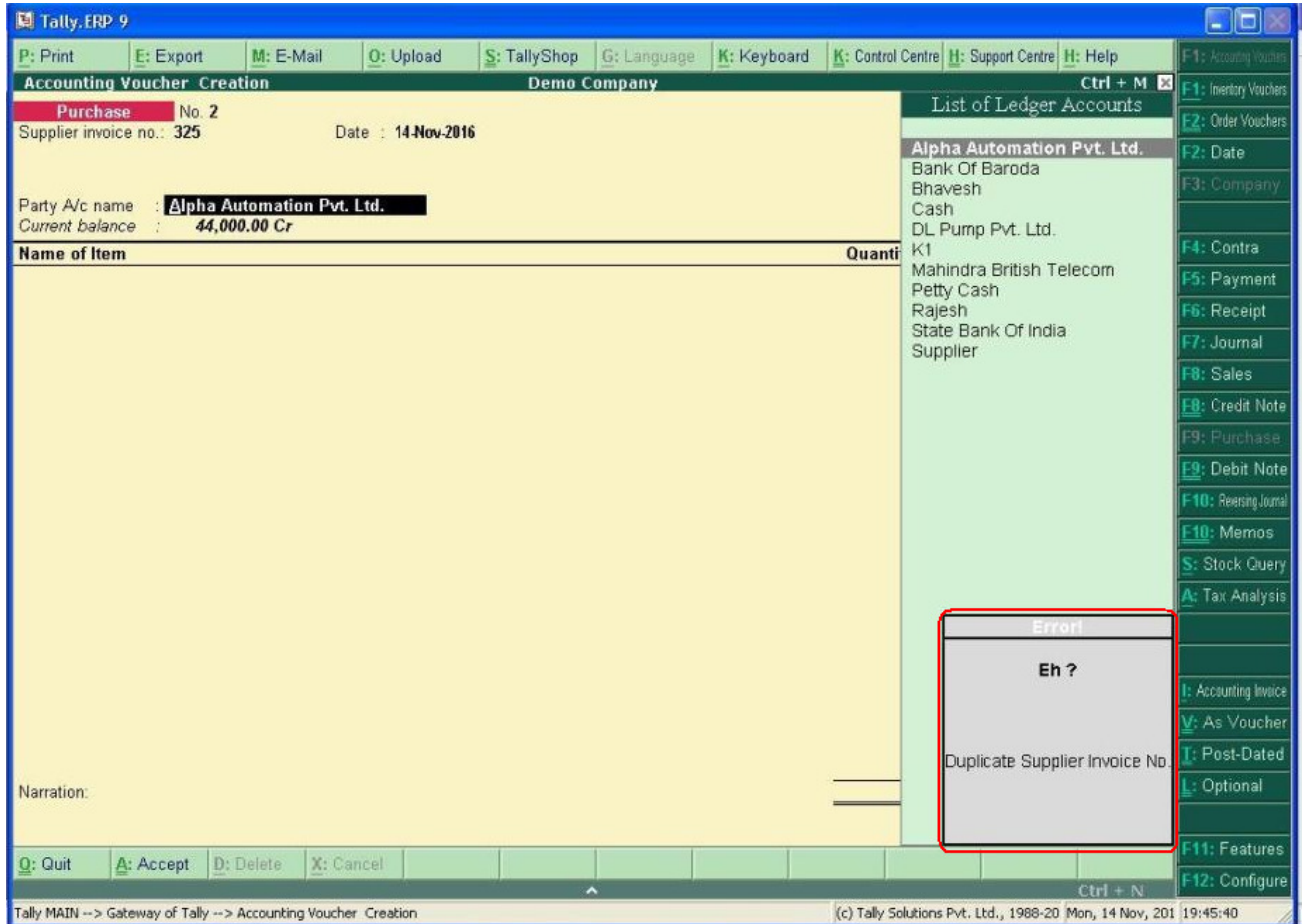 Tally.ERP 9
P: Print E: Export M: E-Mail O: Upload S: TallyShop G: Language K: Keyboard K: Control Centre H: Support Centre H: Help
Accounting Voucher Creation Demo Company Ctrl + M
Purchase No. 2
Supplier invoice no.: 325 Date : 14-Nov-2016
Party A/c name : Alpha Automation Pvt. Ltd.
Current balance : 44,000.00 Cr
Name of Item Quanti
List of Ledger Accounts
Alpha Automation Pvt. Ltd.
Bank Of Baroda
Bhavesh
Cash
DL Pump Pvt. Ltd.
K1
Mahindra British Telecom
Petty Cash
Rajesh
State Bank Of India
Supplier
Error!
Eh ?
Duplicate Supplier Invoice No.
Narration:
F1: Accounting Vouchers
F1: Inventory Vouchers
F2: Order Vouchers
F2: Date
F3: Company
F4: Contra
F5: Payment
F6: Receipt
F7: Journal
F8: Sales
F8: Credit Note
F9: Purchase
F9: Debit Note
F10: Reversing Journal
F10: Memos
S: Stock Query
A: Tax Analysis
I: Accounting Invoice
V: As Voucher
T: Post-Dated
L: Optional
F11: Features
F12: Configure
Q: Quit A: Accept D: Delete X: Cancel
Ctrl + N
Tally MAIN --> Gateway of Tally --> Accounting Voucher Creation (c) Tally Solutions Pvt. Ltd., 1988-20 Mon, 14 Nov, 201 19:45:40